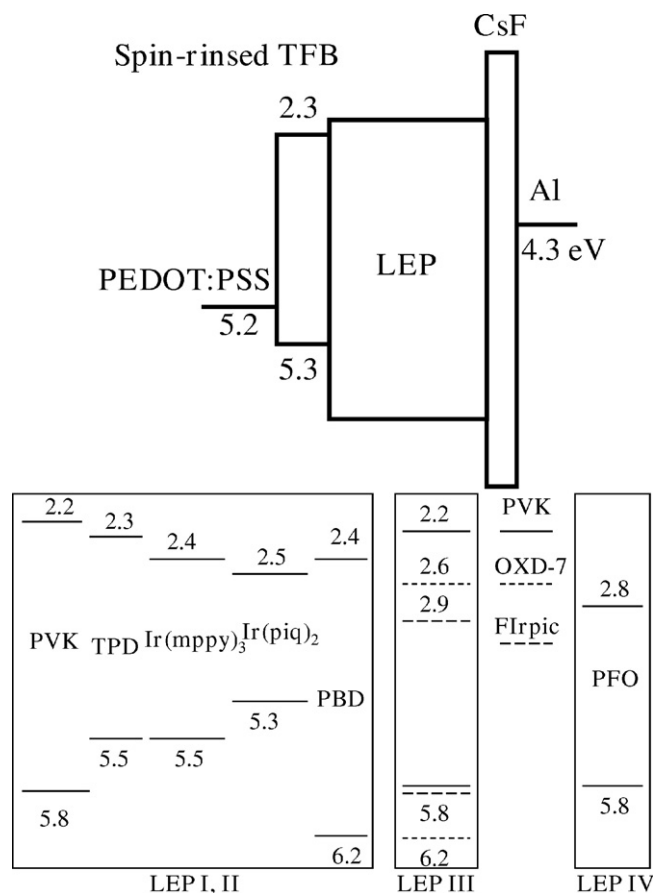 CsF
Spin-rinsed TFB
2.3
Al
LEP
4.3 eV
PEDOT:PSS
5.2
5.3
2.2
2.3
2.4
2.5
2.4
PVK
TPD
Ir(mppy)3
Ir(piq)2
PBD
5.3
5.5
5.5
5.8
6.2
LEP I, II
2.2
2.6
2.9
5.8
6.2
LEP III
PVK
OXD-7
FIrpic
2.8
PFO
5.8
LEP IV